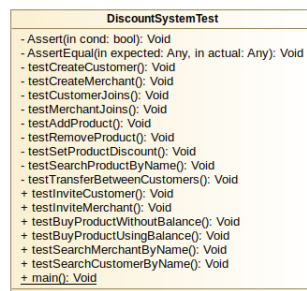 DiscountSystemTest
- Assert(in cond: bool): Void
- AssertEqual(in expected: Any, in actual: Any): Void
- testCreateCustomer(): Void
- testCreateMerchant(): Void
- testCustomerJoins(): Void
- testMerchantJoins(): Void
- testAddProduct(): Void
- testRemoveProduct(): Void
- testSetProductDiscount(): Void
- testSearchProductByName(): Void
- testTransferBetweenCustomers(): Void
+ testInviteCustomer(): Void
+ testInviteMerchant(): Void
+ testBuyProductWithoutBalance(): Void
+ testBuyProductUsingBalance(): Void
+ testSearchMerchantByName(): Void
+ testSearchCustomerByName(): Void
+ main(): Void